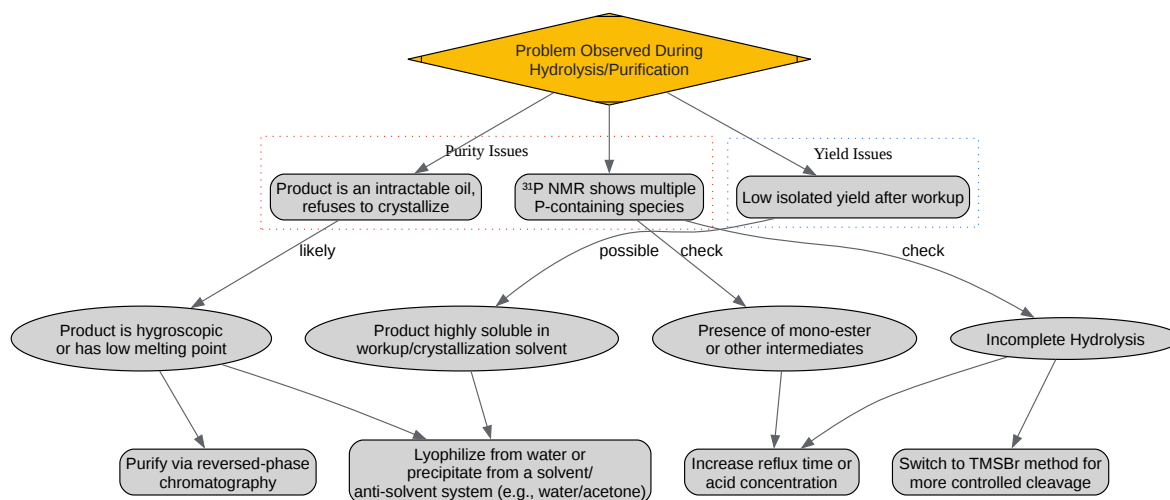 Problem Observed During
Hydrolysis/Purification
Purity Issues
Yield Issues
Product is an intractable oil,
refuses to crystallize
³¹P NMR shows multiple
P-containing species
Low isolated yield after workup
likely
possible
check
check
Product is hygroscopic
or has low melting point
Product highly soluble in
workup/crystallization solvent
Presence of mono-ester
or other intermediates
Incomplete Hydrolysis
Purify via reversed-phase
chromatography
Lyophilize from water or
precipitate from a solvent/
anti-solvent system (e.g., water/acetone)
Increase reflux time or
acid concentration
Switch to TMSBr method for
more controlled cleavage